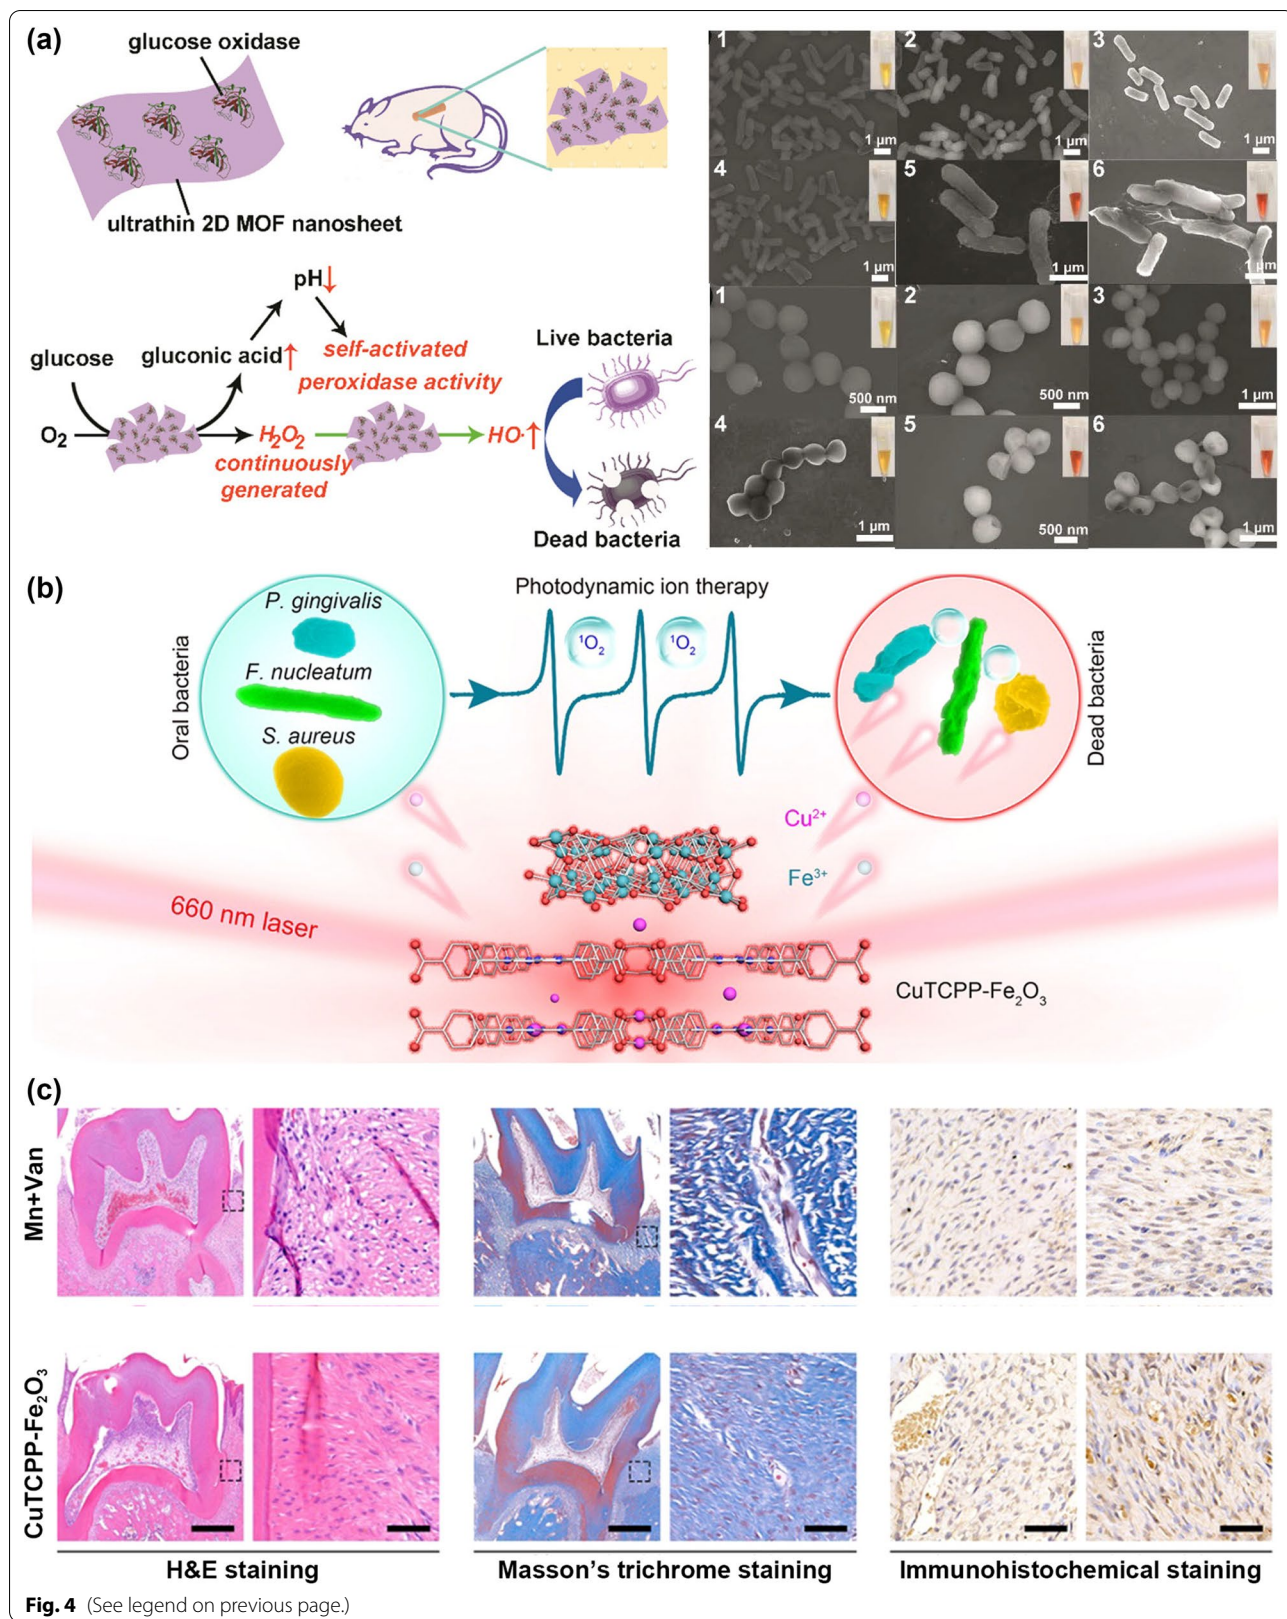 (a)
glucose oxidase
ultrathin 2D MOF nanosheet
pH↓
glucose
gluconic acid↑
self-activated
peroxidase activity
O₂
H₂O₂
continuously
generated
HO·↑
Live bacteria
Dead bacteria
1
1 µm
2
1 µm
3
1 µm
4
1 µm
5
1 µm
6
1 µm
1
500 nm
2
500 nm
3
1 µm
4
1 µm
5
500 nm
6
1 µm
(b)
Oral bacteria
P. gingivalis
F. nucleatum
S. aureus
Photodynamic ion therapy
¹O₂
¹O₂
Dead bacteria
Cu²⁺
Fe³⁺
660 nm laser
CuTCPP-Fe₂O₃
(c)
Mn+Van
CuTCPP-Fe₂O₃
H&E staining
Masson's trichrome staining
Immunohistochemical staining
Fig. 4 (See legend on previous page.)